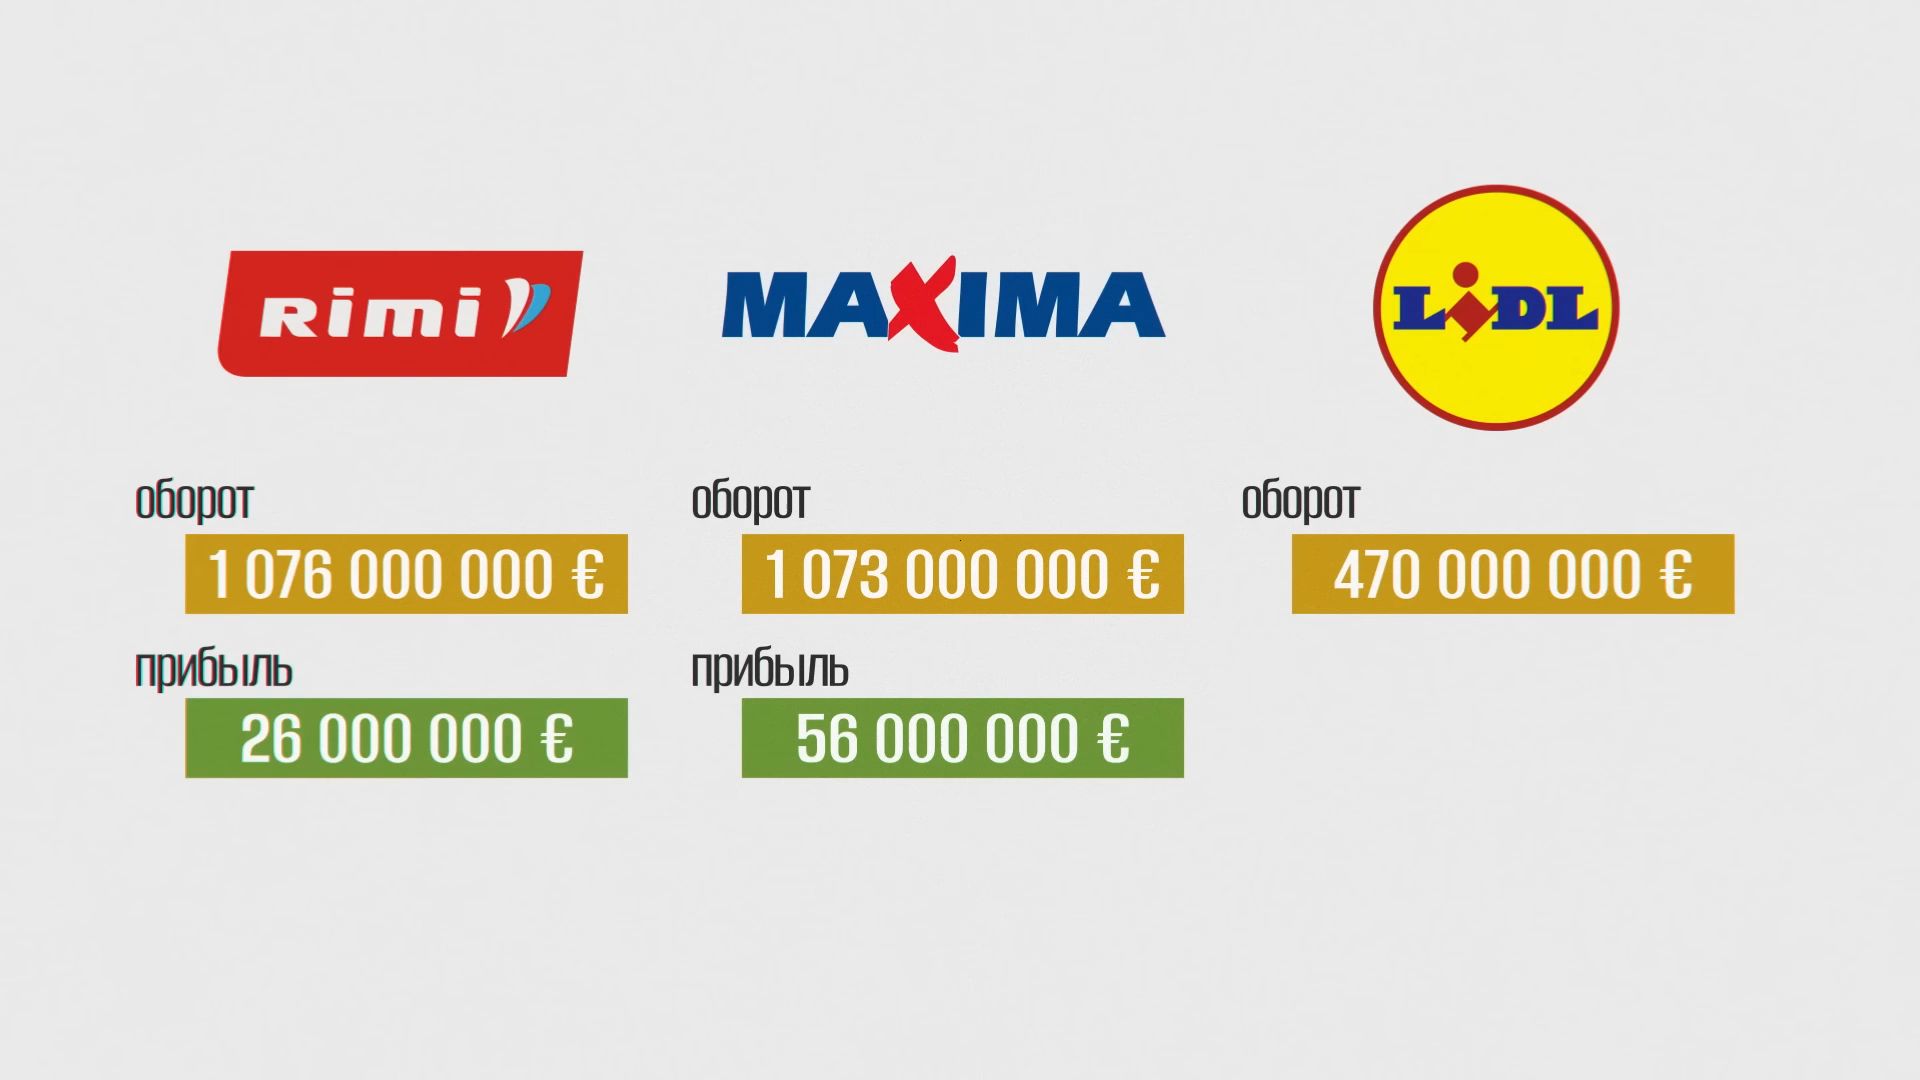 Rimi
MAXIMA
LiDL
оборот
1 076 000 000 €
прибыль
26 000 000 €
оборот
1 073 000 000 €
прибыль
56 000 000 €
оборот
470 000 000 €